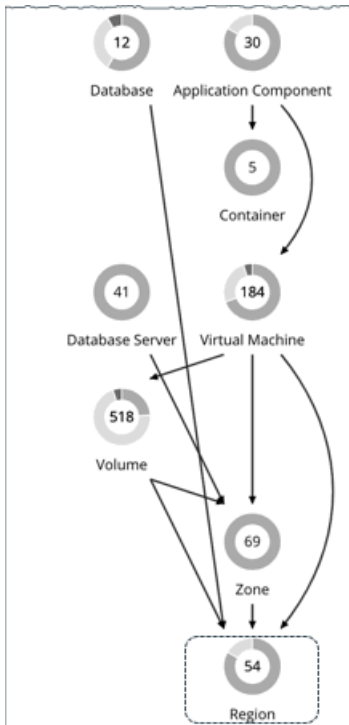 12 30
Database Application Component
5
Container
41 184
Database Server Virtual Machine
518
Volume
69
Zone
54
Region